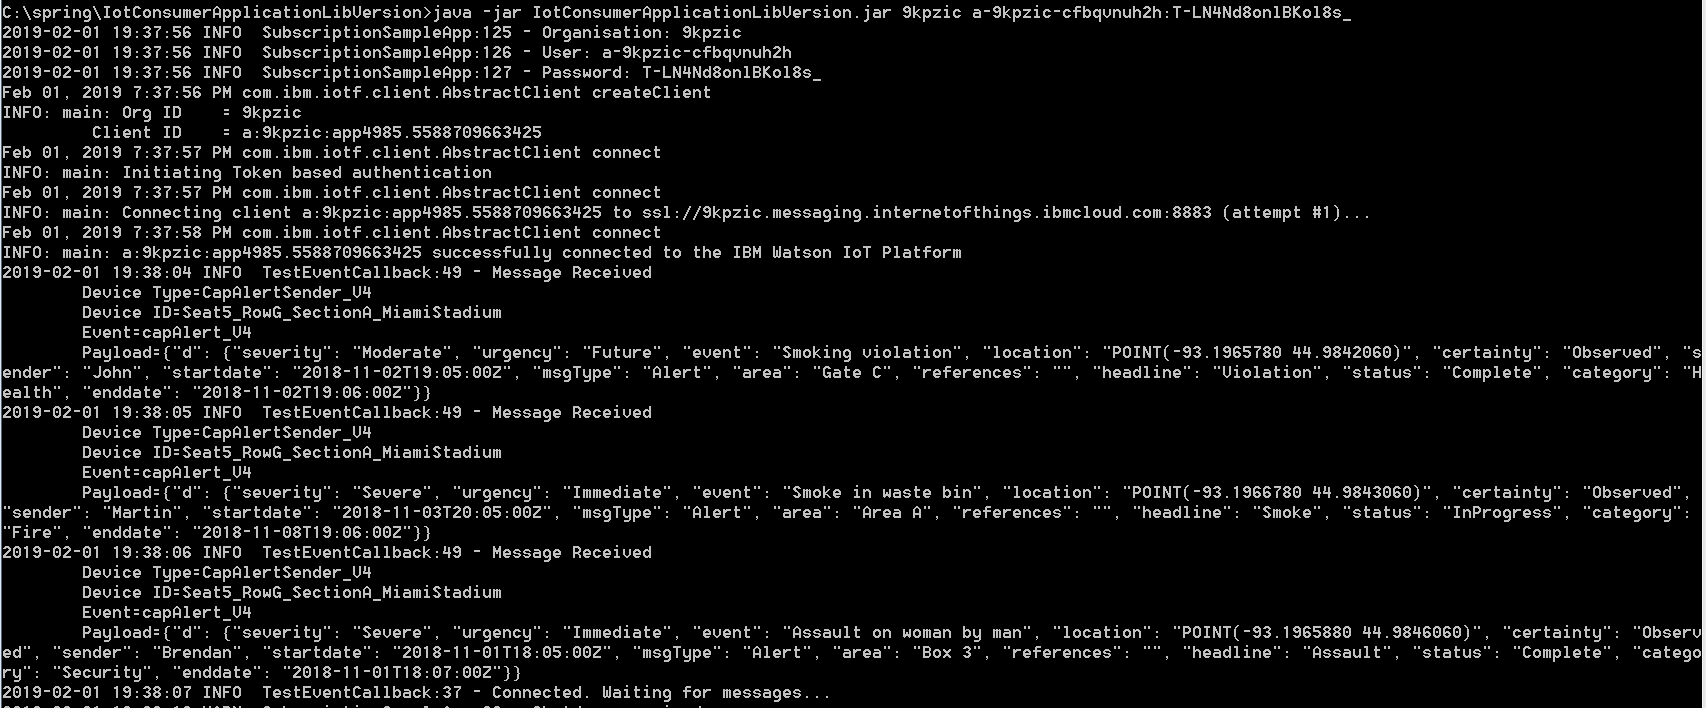 C:\spring\IotConsumerApplicationLibVersion>java -jar IotConsumerApplicationLibVersion.jar 9kpzic a-9kpzic-cfbqvnuh2h:T-LN4Nd8onlBKol8s_
2019-02-01 19:37:56 INFO  SubscriptionSampleApp:125 - Organisation: 9kpzic
2019-02-01 19:37:56 INFO  SubscriptionSampleApp:126 - User: a-9kpzic-cfbqvnuh2h
2019-02-01 19:37:56 INFO  SubscriptionSampleApp:127 - Password: T-LN4Nd8onlBKol8s_
Feb 01, 2019 7:37:56 PM com.ibm.iotf.client.AbstractClient createClient
INFO: main: Org ID    = 9kpzic
         Client ID    = a:9kpzic:app4985.5588709663425
Feb 01, 2019 7:37:57 PM com.ibm.iotf.client.AbstractClient connect
INFO: main: Initiating Token based authentication
Feb 01, 2019 7:37:57 PM com.ibm.iotf.client.AbstractClient connect
INFO: main: Connecting client a:9kpzic:app4985.5588709663425 to ssl://9kpzic.messaging.internetofthings.ibmcloud.com:8883 (attempt #1)...
Feb 01, 2019 7:37:58 PM com.ibm.iotf.client.AbstractClient connect
INFO: main: a:9kpzic:app4985.5588709663425 successfully connected to the IBM Watson IoT Platform
2019-02-01 19:38:04 INFO  TestEventCallback:49 - Message Received
        Device Type=CapAlertSender_V4
        Device ID=Seat5_RowG_SectionA_MiamiStadium
        Event=capAlert_V4
        Payload={"d": {"severity": "Moderate", "urgency": "Future", "event": "Smoking violation", "location": "POINT(-93.1965780 44.9842060)", "certainty": "Observed", "s
ender": "John", "startdate": "2018-11-02T19:05:00Z", "msgType": "Alert", "area": "Gate C", "references": "", "headline": "Violation", "status": "Complete", "category": "H
ealth", "enddate": "2018-11-02T19:06:00Z"}}
2019-02-01 19:38:05 INFO  TestEventCallback:49 - Message Received
        Device Type=CapAlertSender_V4
        Device ID=Seat5_RowG_SectionA_MiamiStadium
        Event=capAlert_V4
        Payload={"d": {"severity": "Severe", "urgency": "Immediate", "event": "Smoke in waste bin", "location": "POINT(-93.1966780 44.9843060)", "certainty": "Observed",
"sender": "Martin", "startdate": "2018-11-03T20:05:00Z", "msgType": "Alert", "area": "Area A", "references": "", "headline": "Smoke", "status": "InProgress", "category":
"Fire", "enddate": "2018-11-08T19:06:00Z"}}
2019-02-01 19:38:06 INFO  TestEventCallback:49 - Message Received
        Device Type=CapAlertSender_V4
        Device ID=Seat5_RowG_SectionA_MiamiStadium
        Event=capAlert_V4
        Payload={"d": {"severity": "Severe", "urgency": "Immediate", "event": "Assault on woman by man", "location": "POINT(-93.1965880 44.9846060)", "certainty": "Observ
ed", "sender": "Brendan", "startdate": "2018-11-01T18:05:00Z", "msgType": "Alert", "area": "Box 3", "references": "", "headline": "Assault", "status": "Complete", "catego
ry": "Security", "enddate": "2018-11-01T18:07:00Z"}}
2019-02-01 19:38:07 INFO  TestEventCallback:37 - Connected. Waiting for messages...